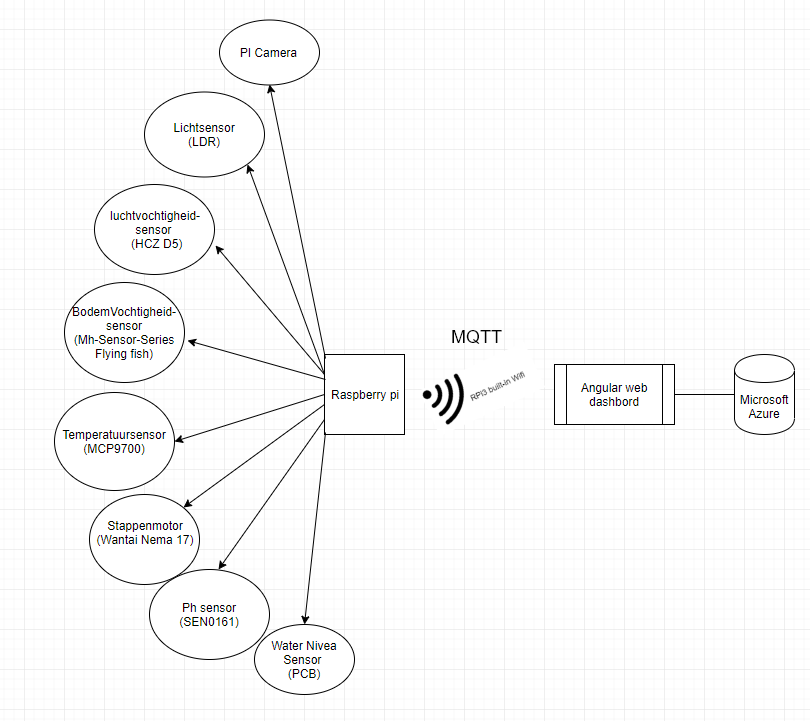 PI Camera
Lichtsensor
(LDR)
luchtvochtigheid-
sensor
(HCZ D5)
BodemVochtigheid-
sensor
(Mh-Sensor-Series
Flying fish)
Temperatuursensor
(MCP9700)
Stappenmotor
(Wantai Nema 17)
Ph sensor
(SEN0161)
Water Nivea
Sensor
(PCB)
Raspberry pi
MQTT
RPI3 built-in Wifi
Angular web
dashbord
Microsoft
Azure